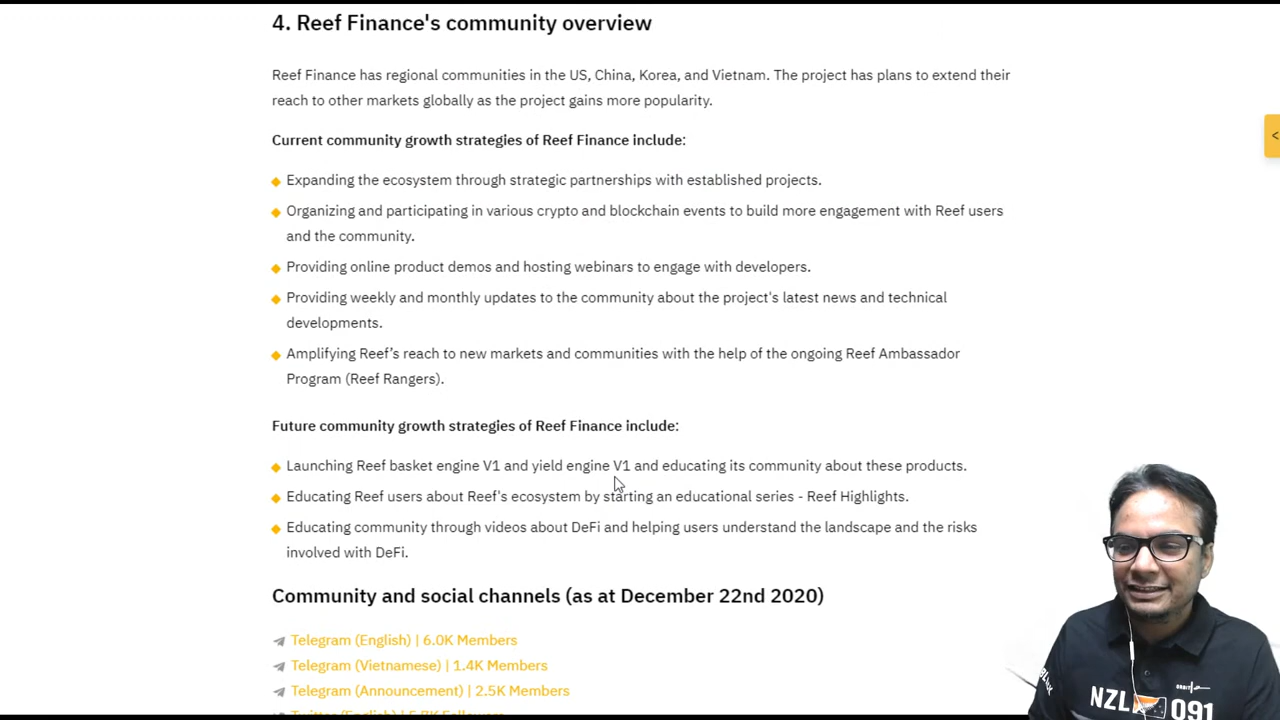 4. Reef Finance's community overview
Reef Finance has regional communities in the US, China, Korea, and Vietnam. The project has plans to extend their
reach to other markets globally as the project gains more popularity.
Current community growth strategies of Reef Finance include:
Expanding the ecosystem through strategic partnerships with established projects.
Organizing and participating in various crypto and blockchain events to build more engagement with Reef users
and the community.
Providing online product demos and hosting webinars to engage with developers.
Providing weekly and monthly updates to the community about the project's latest news and technical
developments.
Amplifying Reef’s reach to new markets and communities with the help of the ongoing Reef Ambassador
Program (Reef Rangers).
Future community growth strategies of Reef Finance include:
Launching Reef basket engine V1 and yield engine V1 and educating its community about these products.
Educating Reef users about Reef's ecosystem by starting an educational series - Reef Highlights.
Educating community through videos about DeFi and helping users understand the landscape and the risks
involved with DeFi.
Community and social channels (as at December 22nd 2020)
Telegram (English) | 6.0K Members
Telegram (Vietnamese) | 1.4K Members
Telegram (Announcement) | 2.5K Members
Twitter (English) | 5.7K Followers
<
NZL 091